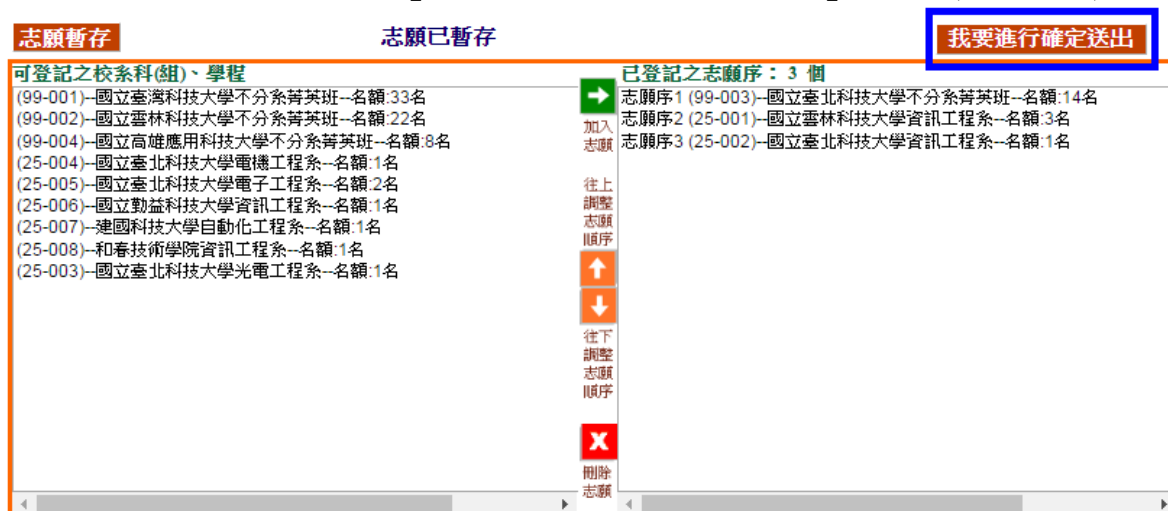 志願暫存
志願已暫存
我要進行確定送出
可登記之校系科(組)、學程
(99-001)--國立臺灣科技大學不分系菁英班--名額:33名
(99-002)--國立雲林科技大學不分系菁英班--名額:22名
(99-004)--國立高雄應用科技大學不分系菁英班--名額:8名
(25-004)--國立臺北科技大學電機工程系--名額:1名
(25-005)--國立臺北科技大學電子工程系--名額:2名
(25-006)--國立勤益科技大學資訊工程系--名額:1名
(25-007)--建國科技大學自動化工程系--名額:1名
(25-008)--和春技術學院資訊工程系--名額:1名
(25-003)--國立臺北科技大學光電工程系--名額:1名
加入
志願
往上
調整
志願
順序
往下
調整
志願
順序
X
刪除
志願
已登記之志願序：3 個
志願序1 (99-003)--國立臺北科技大學不分系菁英班--名額:14名
志願序2 (25-001)--國立雲林科技大學資訊工程系--名額:3名
志願序3 (25-002)--國立臺北科技大學資訊工程系--名額:1名